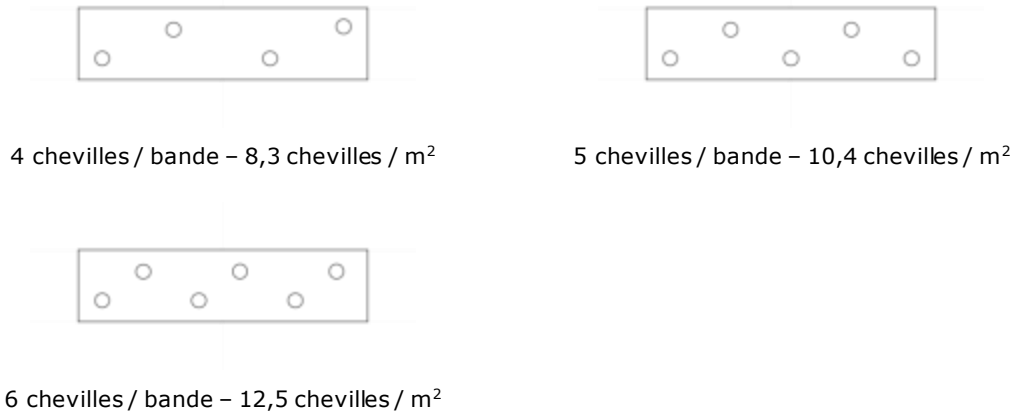 4 chevilles / bande – 8,3 chevilles / m²
5 chevilles / bande – 10,4 chevilles / m²
6 chevilles / bande – 12,5 chevilles / m²